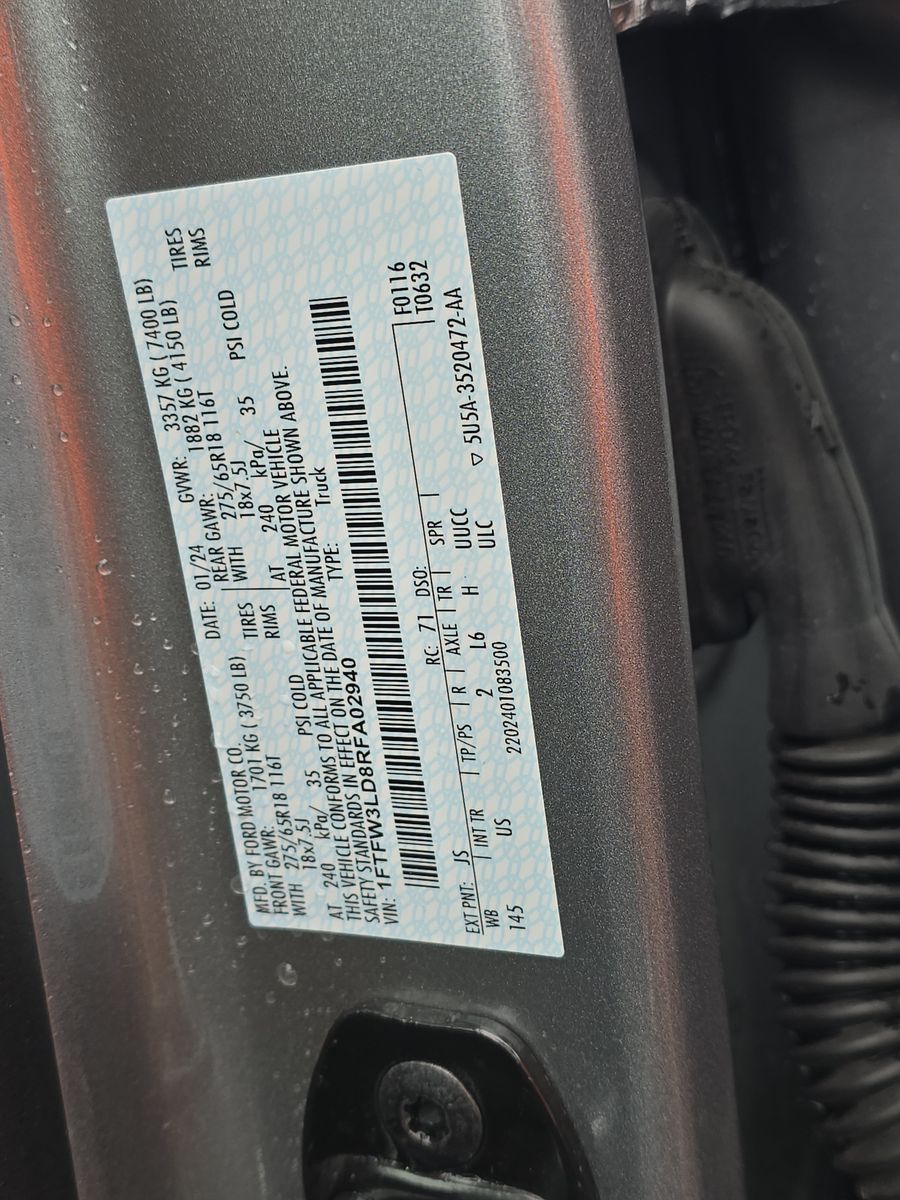 MFD. BY FORD MOTOR CO. DATE: 01/24 GVWR: 3357 KG ( 7400 LB)
FRONT GAWR: 1701 KG ( 3750 LB) REAR GAWR: 1882 KG ( 4150 LB)
WITH 275/65R18 116T TIRES WITH 275/65R18 116T TIRES
18x7.5J RIMS 18x7.5J RIMS
AT 240 kPa/ 35 PSI COLD AT 240 kPa/ 35 PSI COLD
THIS VEHICLE CONFORMS TO ALL APPLICABLE FEDERAL MOTOR VEHICLE
SAFETY STANDARDS IN EFFECT ON THE DATE OF MANUFACTURE SHOWN ABOVE.
VIN: 1FTFW3LD8RFA02940 TYPE: Truck
F0116
T0632
EXT PNT: JS RC: 71 DSO:
WB INT TR TP/PS R AXLE TR SPR
145 US 2 L6 H UUCC
ULC
2202401083500
▽ 5U5A-3520472-AA